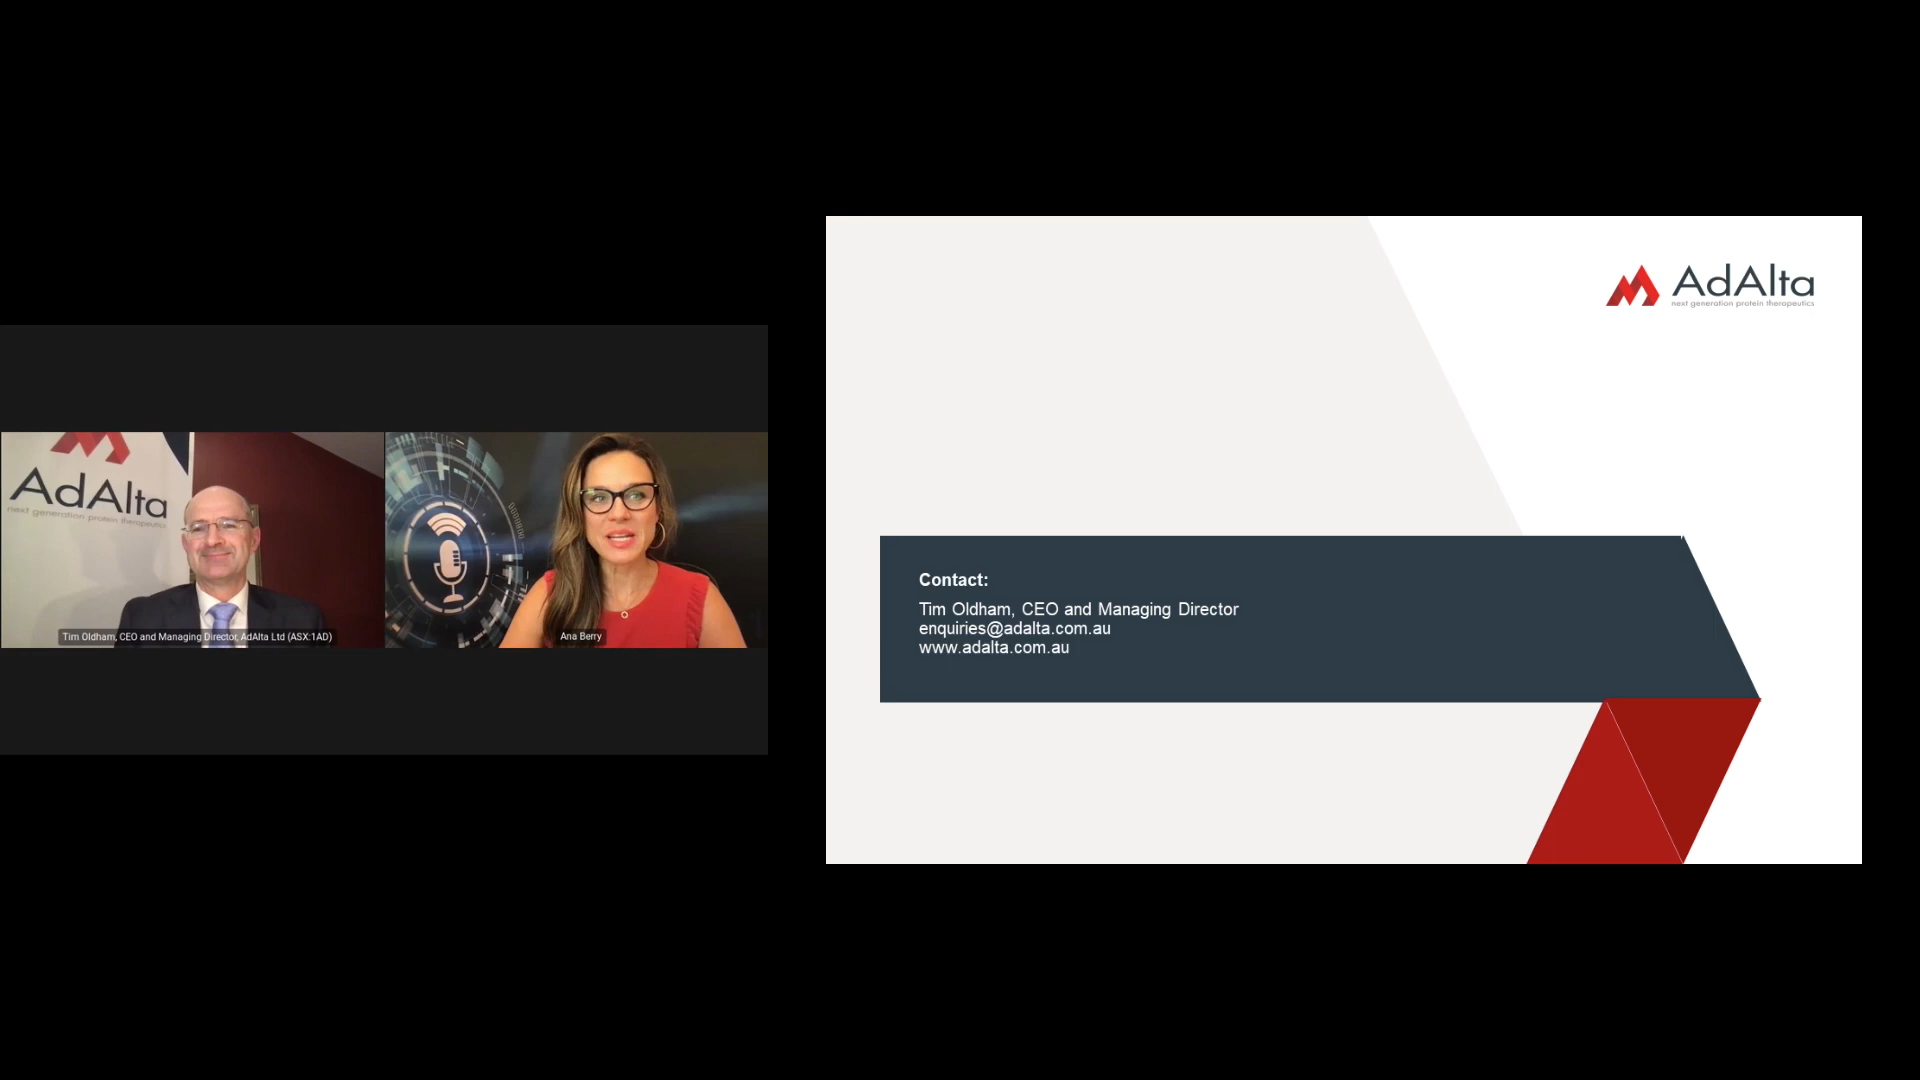 AdAlta
next generation protein therapeutics
Tim Oldham, CEO and Managing Director, AdAlta Ltd (ASX:1AD)
Ana Berry
AdAlta
next generation protein therapeutics
Contact:
Tim Oldham, CEO and Managing Director
enquiries@adalta.com.au
www.adalta.com.au